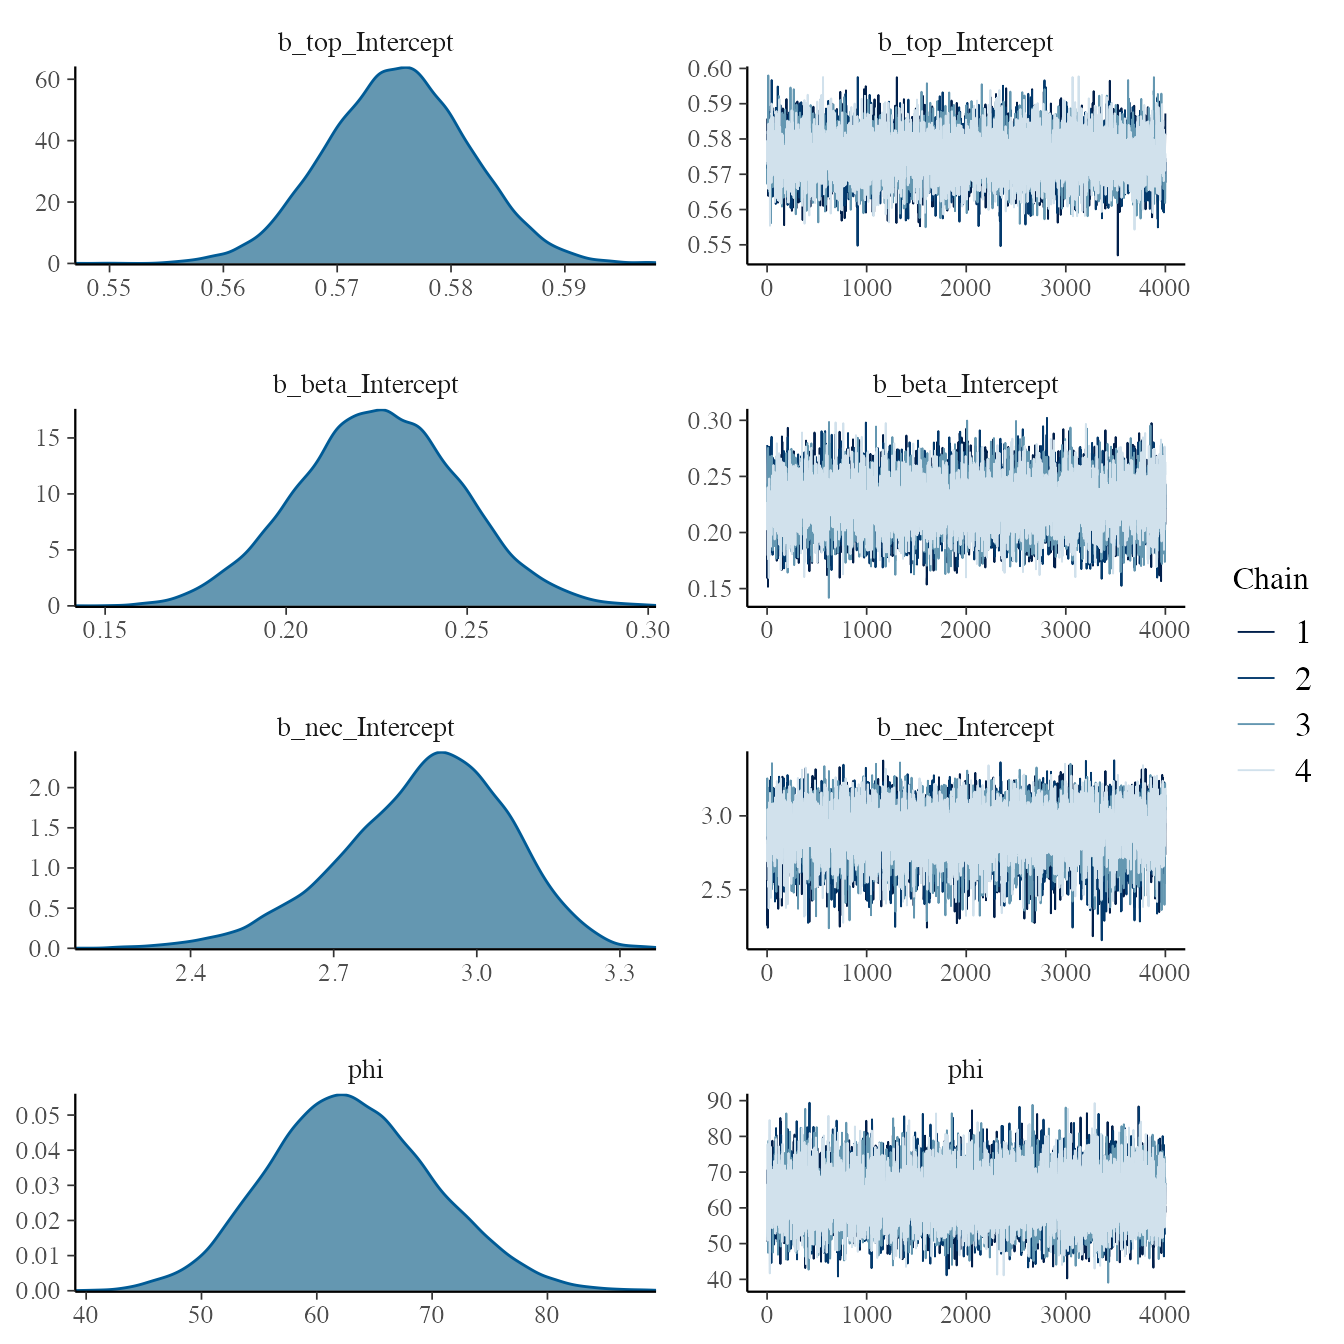 b_top_Intercept
60
40
20
0
0.55 0.56 0.57 0.58 0.59
b_top_Intercept
0.60
0.59
0.58
0.57
0.56
0.55
0 1000 2000 3000 4000
b_beta_Intercept
15
10
5
0
0.15 0.20 0.25 0.30
b_beta_Intercept
0.30
0.25
0.20
0.15
0 1000 2000 3000 4000
b_nec_Intercept
2.0
1.5
1.0
0.5
0.0
2.4 2.7 3.0 3.3
b_nec_Intercept
3.0
2.5
0 1000 2000 3000 4000
phi
0.05
0.04
0.03
0.02
0.01
0.00
40 50 60 70 80
phi
90
80
70
60
50
40
0 1000 2000 3000 4000
Chain
1
2
3
4